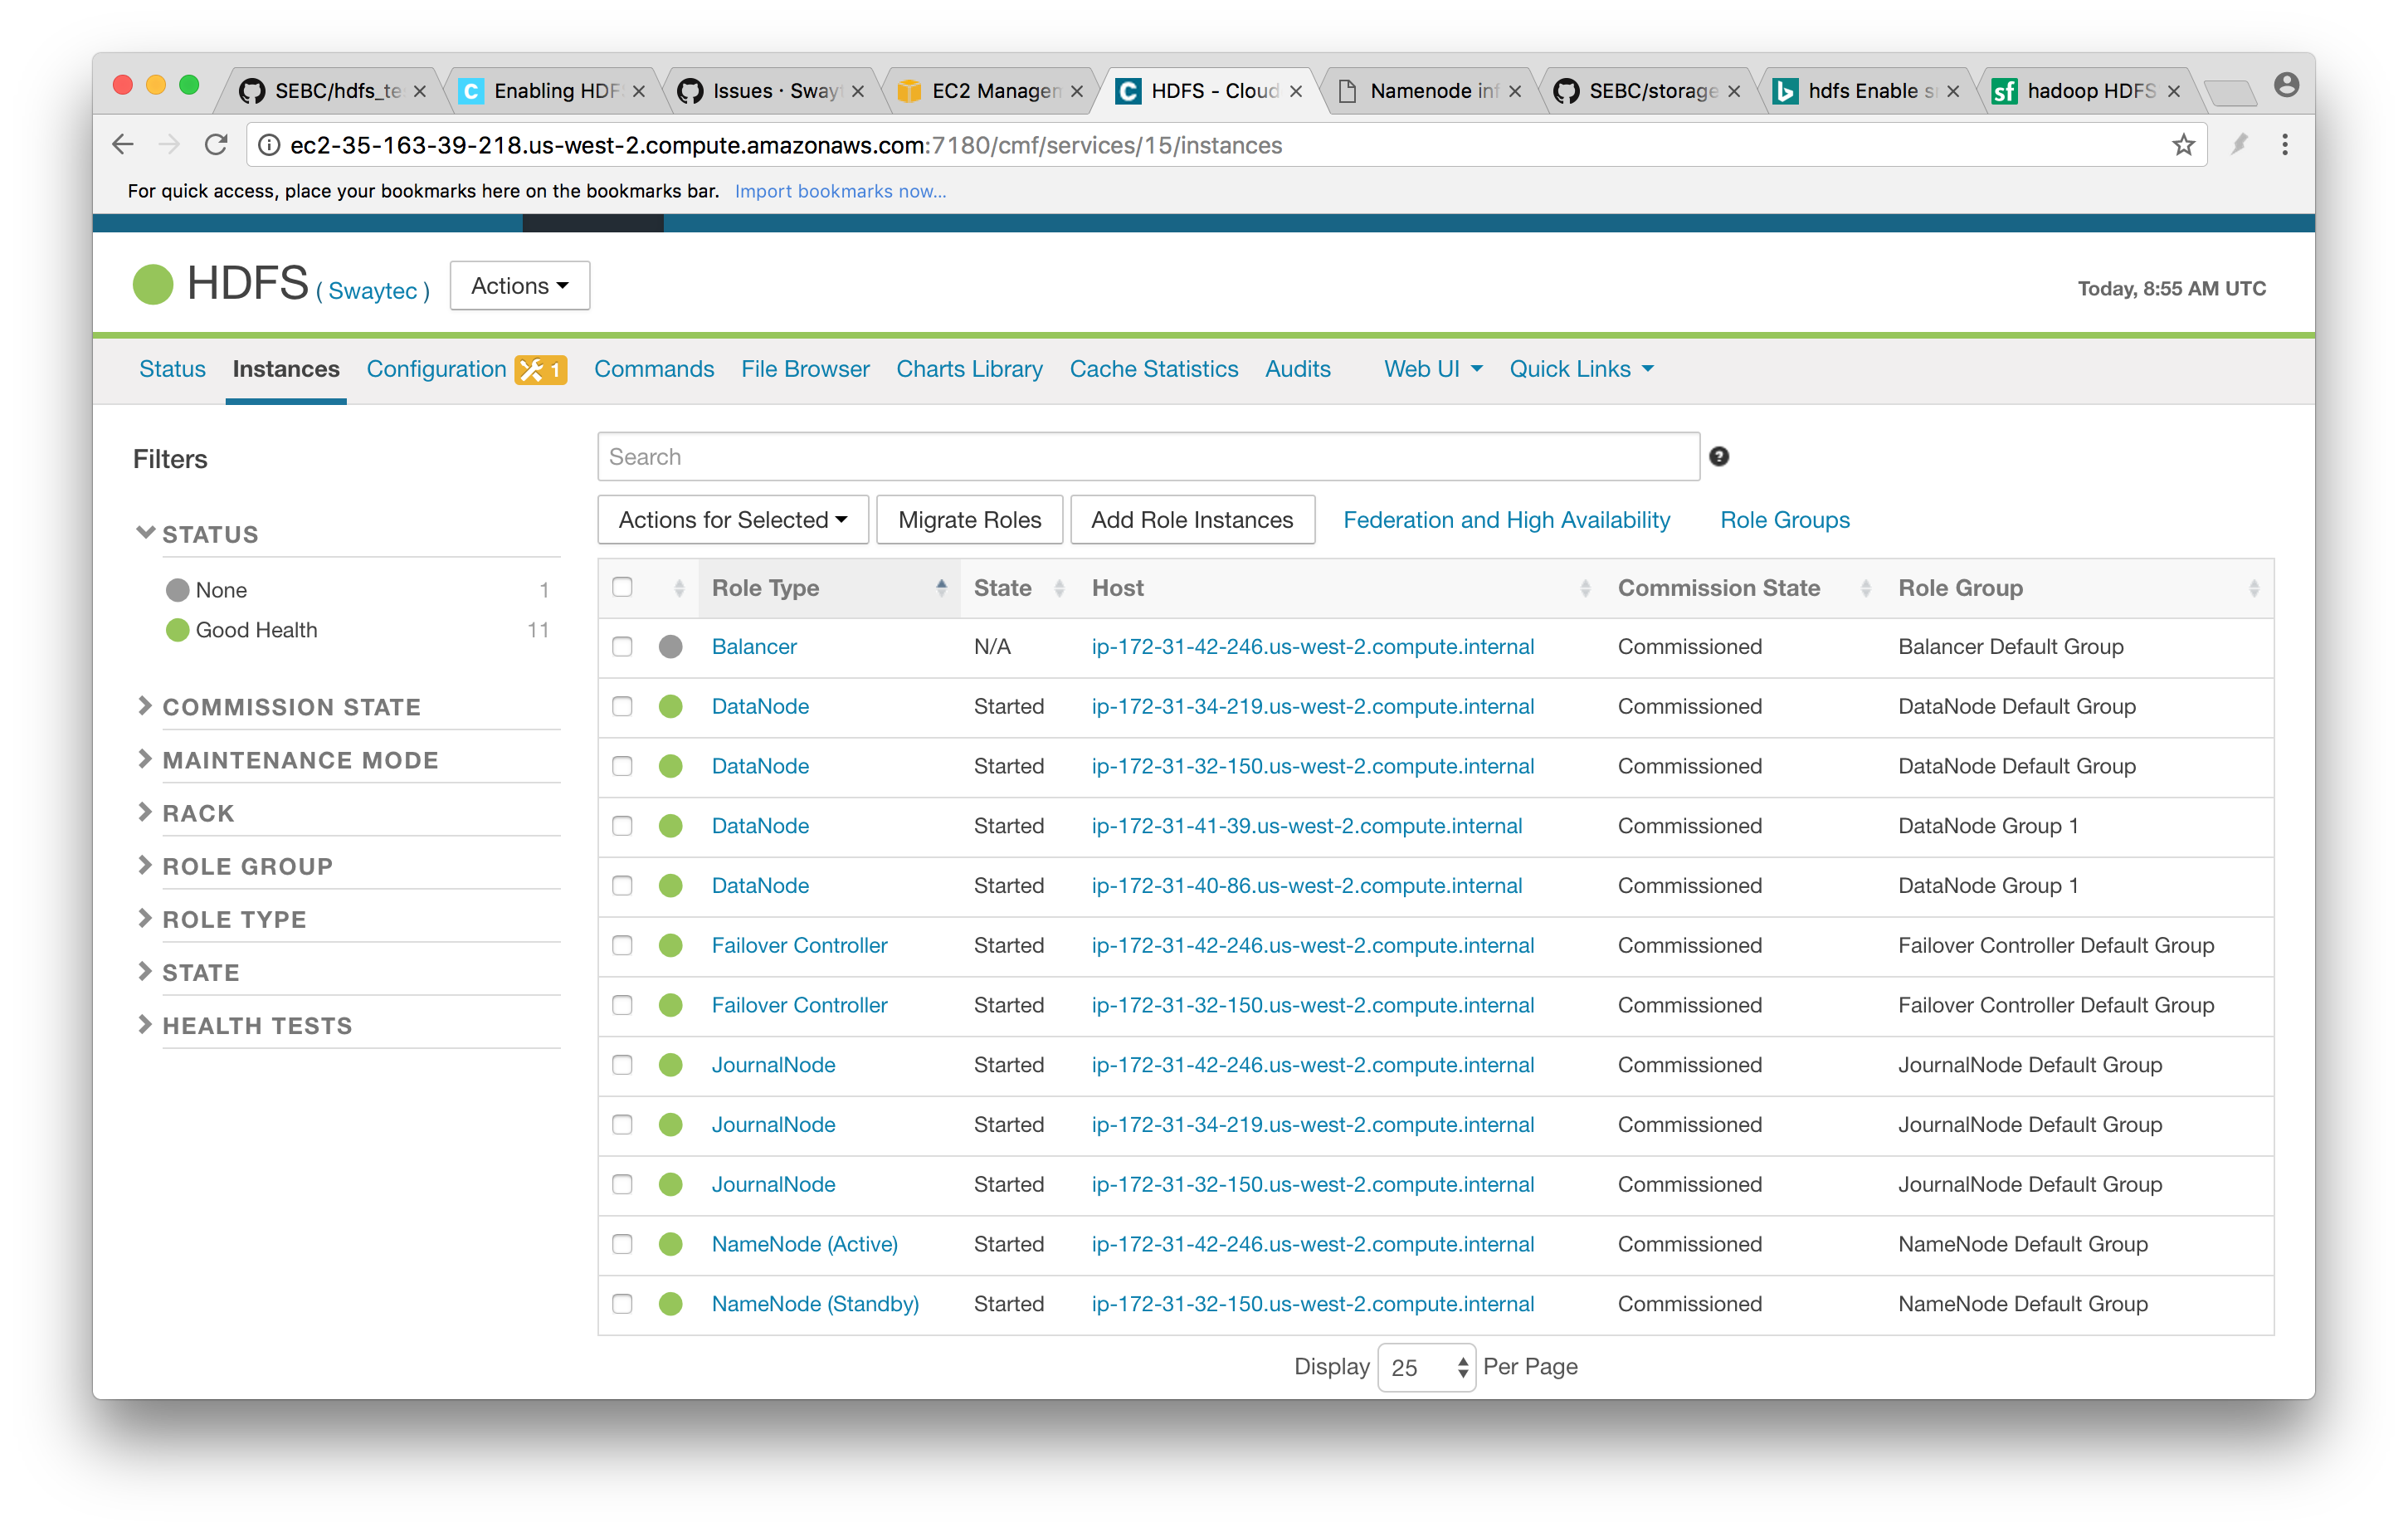 SEBC/hdfs_te
Enabling HDF
Issues · Sway
EC2 Managem
HDFS - Cloud
Namenode inf
SEBC/storage
hdfs Enable s
hadoop HDFS
ec2-35-163-39-218.us-west-2.compute.amazonaws.com:7180/cmf/services/15/instances
For quick access, place your bookmarks here on the bookmarks bar. Import bookmarks now...
HDFS ( Swaytec ) Actions
Today, 8:55 AM UTC
Status Instances Configuration 1 Commands File Browser Charts Library Cache Statistics Audits Web UI Quick Links
Filters
STATUS
None 1
Good Health 11
COMMISSION STATE
MAINTENANCE MODE
RACK
ROLE GROUP
ROLE TYPE
STATE
HEALTH TESTS
Search
Actions for Selected Migrate Roles Add Role Instances Federation and High Availability Role Groups
Role Type State Host Commission State Role Group
Balancer N/A ip-172-31-42-246.us-west-2.compute.internal Commissioned Balancer Default Group
DataNode Started ip-172-31-34-219.us-west-2.compute.internal Commissioned DataNode Default Group
DataNode Started ip-172-31-32-150.us-west-2.compute.internal Commissioned DataNode Default Group
DataNode Started ip-172-31-41-39.us-west-2.compute.internal Commissioned DataNode Group 1
DataNode Started ip-172-31-40-86.us-west-2.compute.internal Commissioned DataNode Group 1
Failover Controller Started ip-172-31-42-246.us-west-2.compute.internal Commissioned Failover Controller Default Group
Failover Controller Started ip-172-31-32-150.us-west-2.compute.internal Commissioned Failover Controller Default Group
JournalNode Started ip-172-31-42-246.us-west-2.compute.internal Commissioned JournalNode Default Group
JournalNode Started ip-172-31-34-219.us-west-2.compute.internal Commissioned JournalNode Default Group
JournalNode Started ip-172-31-32-150.us-west-2.compute.internal Commissioned JournalNode Default Group
NameNode (Active) Started ip-172-31-42-246.us-west-2.compute.internal Commissioned NameNode Default Group
NameNode (Standby) Started ip-172-31-32-150.us-west-2.compute.internal Commissioned NameNode Default Group
Display 25 Per Page